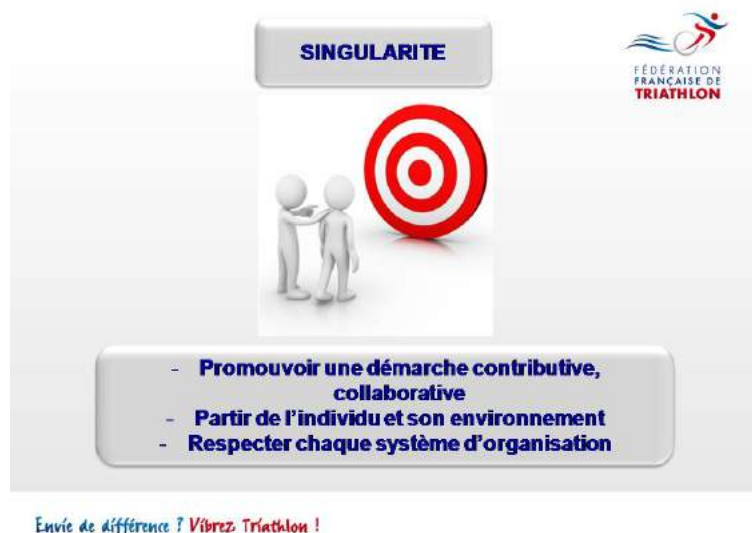 SINGULARITE
FÉDÉRATION
FRANÇAISE DE
TRIATHLON
- Promouvoir une démarche contributive,
collaborative
- Partir de l'individu et son environnement
- Respecter chaque système d'organisation
Envie de différence ? Vibrez Triathlon !